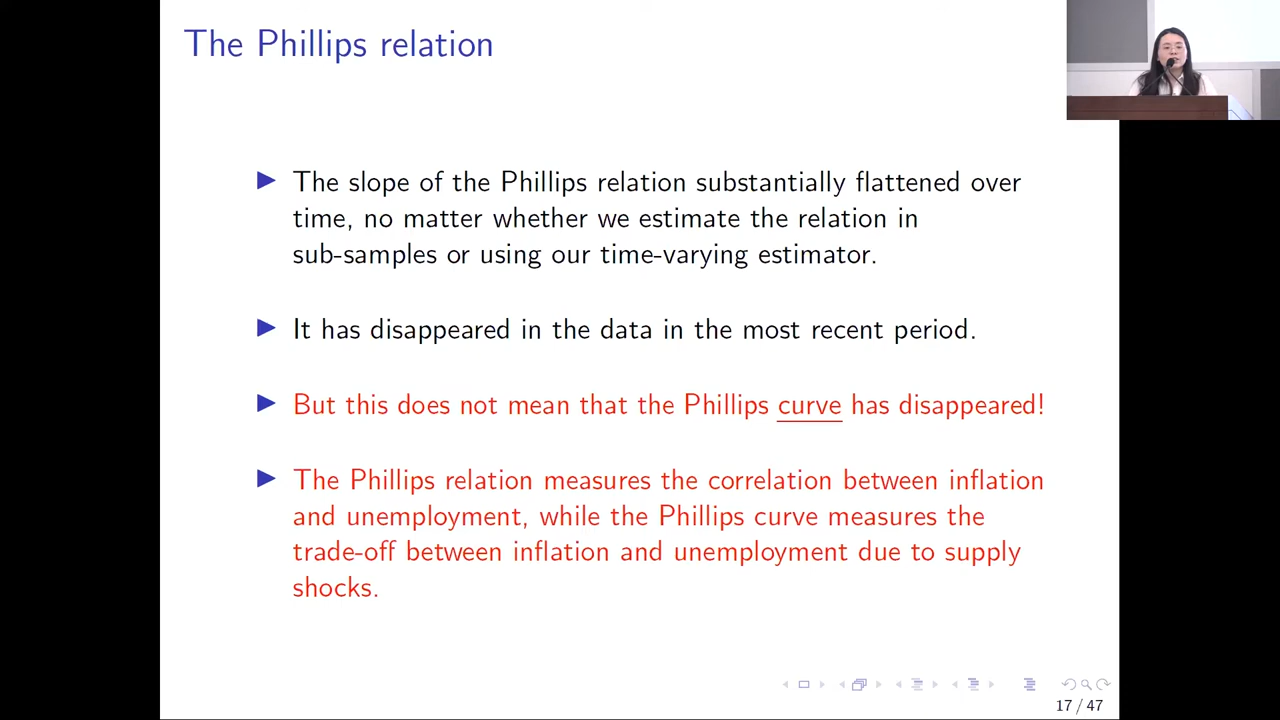 The Phillips relation
The slope of the Phillips relation substantially flattened over
time, no matter whether we estimate the relation in
sub-samples or using our time-varying estimator.
It has disappeared in the data in the most recent period.
But this does not mean that the Phillips curve has disappeared!
The Phillips relation measures the correlation between inflation
and unemployment, while the Phillips curve measures the
trade-off between inflation and unemployment due to supply
shocks.
17 / 47